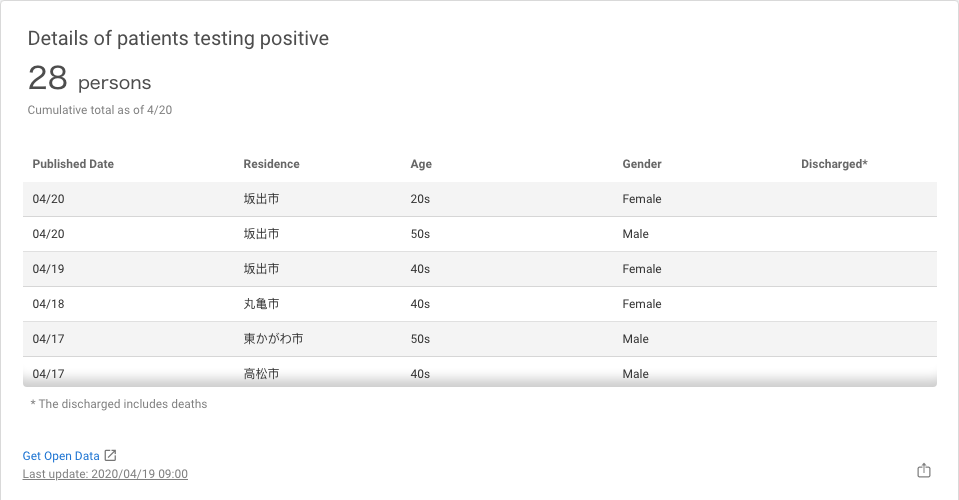 Details of patients testing positive
28 persons
Cumulative total as of 4/20
Published Date Residence Age Gender Discharged*
04/20 坂出市 20s Female
04/20 坂出市 50s Male
04/19 坂出市 40s Female
04/18 丸亀市 40s Female
04/17 東かがわ市 50s Male
04/17 高松市 40s Male
* The discharged includes deaths
Get Open Data
Last update: 2020/04/19 09:00